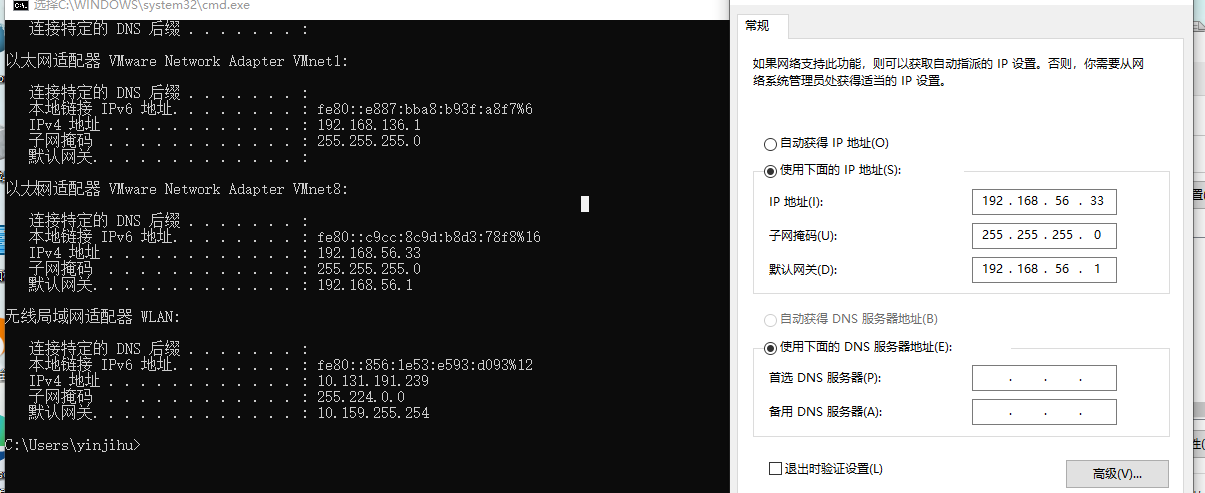 选择C:\WINDOWS\system32\cmd.exe
连接特定的 DNS 后缀 . . . . . . . :
以太网适配器 VMware Network Adapter VMnet1:
连接特定的 DNS 后缀 . . . . . . . :
本地链接 IPv6 地址. . . . . . . . : fe80::e887:bba8:b93f:a8f7%6
IPv4 地址 . . . . . . . . . . . . : 192.168.136.1
子网掩码 . . . . . . . . . . . . : 255.255.255.0
默认网关. . . . . . . . . . . . . :
以太网适配器 VMware Network Adapter VMnet8:
连接特定的 DNS 后缀 . . . . . . . :
本地链接 IPv6 地址. . . . . . . . : fe80::c9cc:8c9d:b8d3:78f8%16
IPv4 地址 . . . . . . . . . . . . : 192.168.56.33
子网掩码 . . . . . . . . . . . . : 255.255.255.0
默认网关. . . . . . . . . . . . . : 192.168.56.1
无线局域网适配器 WLAN:
连接特定的 DNS 后缀 . . . . . . . :
本地链接 IPv6 地址. . . . . . . . : fe80::856:1e53:e593:d093%12
IPv4 地址 . . . . . . . . . . . . : 10.131.191.239
子网掩码 . . . . . . . . . . . . : 255.224.0.0
默认网关. . . . . . . . . . . . . : 10.159.255.254
C:\Users\yinjihu>
常规
如果网络支持此功能，则可以获取自动指派的 IP 设置。否则，你需要从网
络系统管理员处获得适当的 IP 设置。
自动获得 IP 地址(O)
使用下面的 IP 地址(S):
IP 地址(I): 192 . 168 . 56 . 33
子网掩码(U): 255 . 255 . 255 . 0
默认网关(D): 192 . 168 . 56 . 1
自动获得 DNS 服务器地址(B)
使用下面的 DNS 服务器地址(E):
首选 DNS 服务器(P): . . .
备用 DNS 服务器(A): . . .
退出时验证设置(L)
高级(V)...